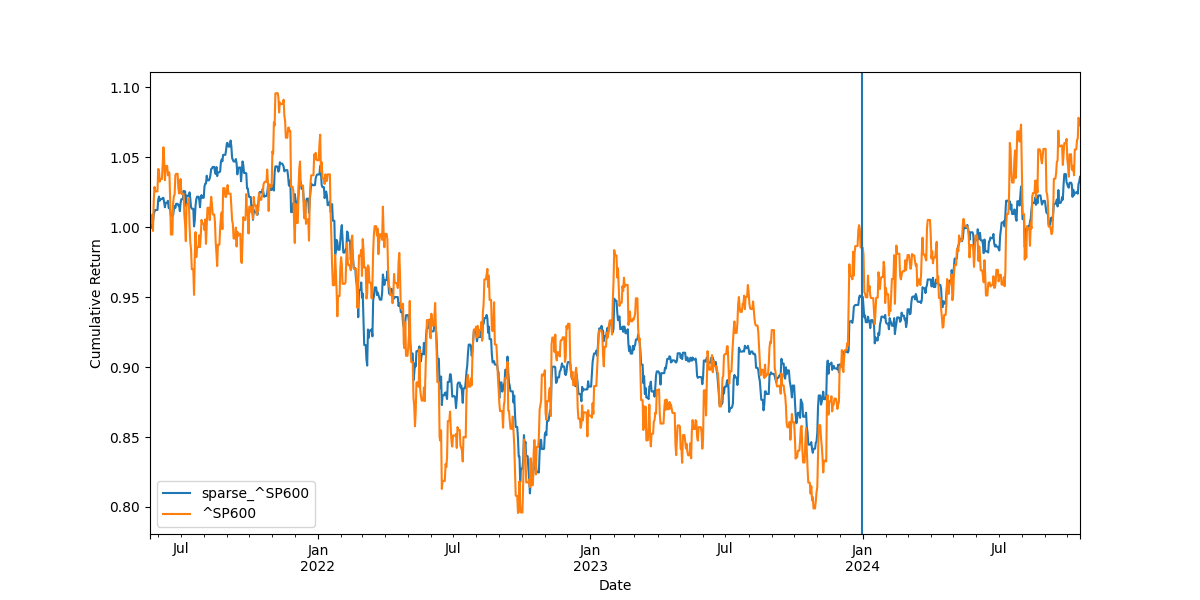 1.10
1.05
1.00
0.95
0.90
0.85
0.80
Cumulative Return
sparse_^SP600
^SP600
Jul
Jan
2022
Jul
Jan
2023
Jul
Jan
2024
Jul
Date